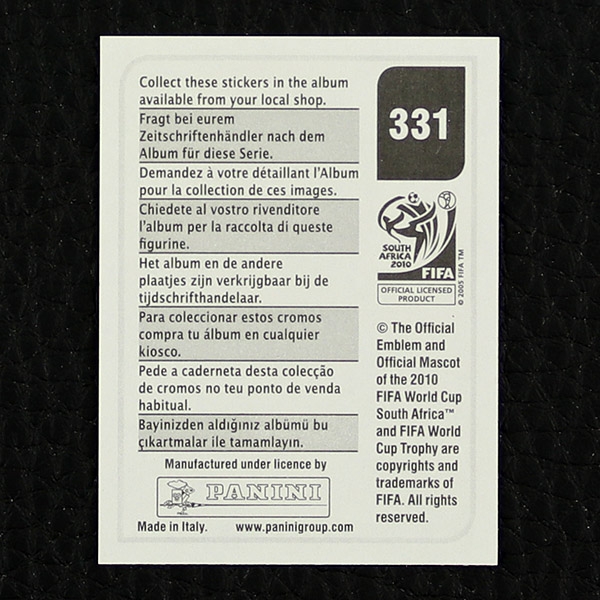 Collect these stickers in the album
available from your local shop.
Fragt bei eurem
Zeitschriftenhändler nach dem
Album für diese Serie.
Demandez à votre détaillant l'Album
pour la collection de ces images.
Chiedete al vostro rivenditore
l'album per la raccolta di queste
figurine.
Het album en de andere
plaatjes zijn verkrijgbaar bij de
tijdschrifthandelaar.
Para coleccionar estos cromos
compra tu álbum en cualquier
kiosco.
Pede a caderneta desta colecção
de cromos no teu ponto de venda
habitual.
Bayinizden aldığınız albümü bu
çıkartmalar ile tamamlayın.
Manufactured under licence by
PANINI
Made in Italy. www.paninigroup.com
331
SOUTH
AFRICA
2010
FIFA
OFFICIAL LICENSED
PRODUCT
© 2005 FIFA TM
© The Official
Emblem and
Official Mascot
of the 2010
FIFA World Cup
South Africa™
and FIFA World
Cup Trophy are
copyrights and
trademarks of
FIFA. All rights
reserved.